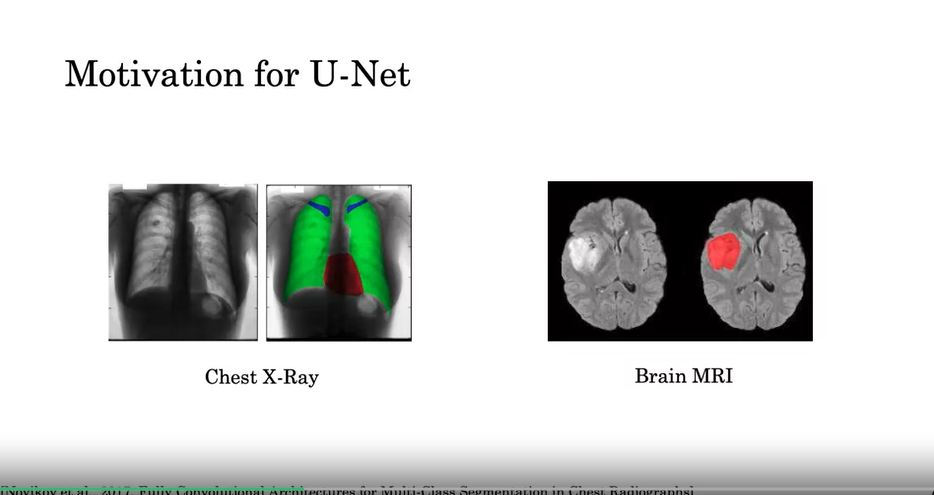 Motivation for U-Net
Chest X-Ray
Brain MRI
[Novikov et al., 2017, Fully Convolutional Architectures for Multi-Class Segmentation in Chest Radiographs]